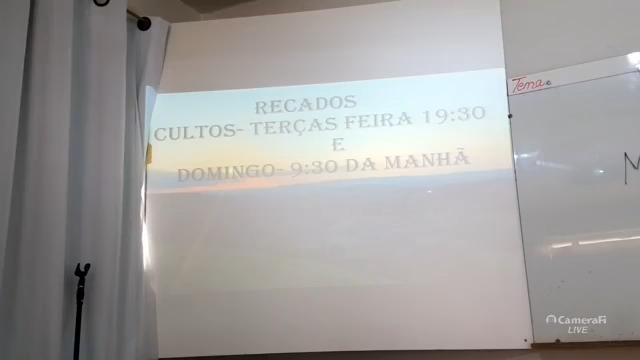 RECADOS
CULTOS- TERÇAS FEIRA 19:30
E
DOMINGO- 9:30 DA MANHÃ
Tema
M
CameraFi
LIVE